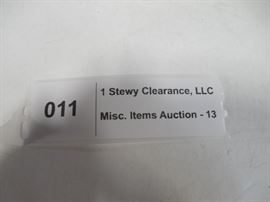 011
1 Stewy Clearance, LLC
Misc. Items Auction - 13